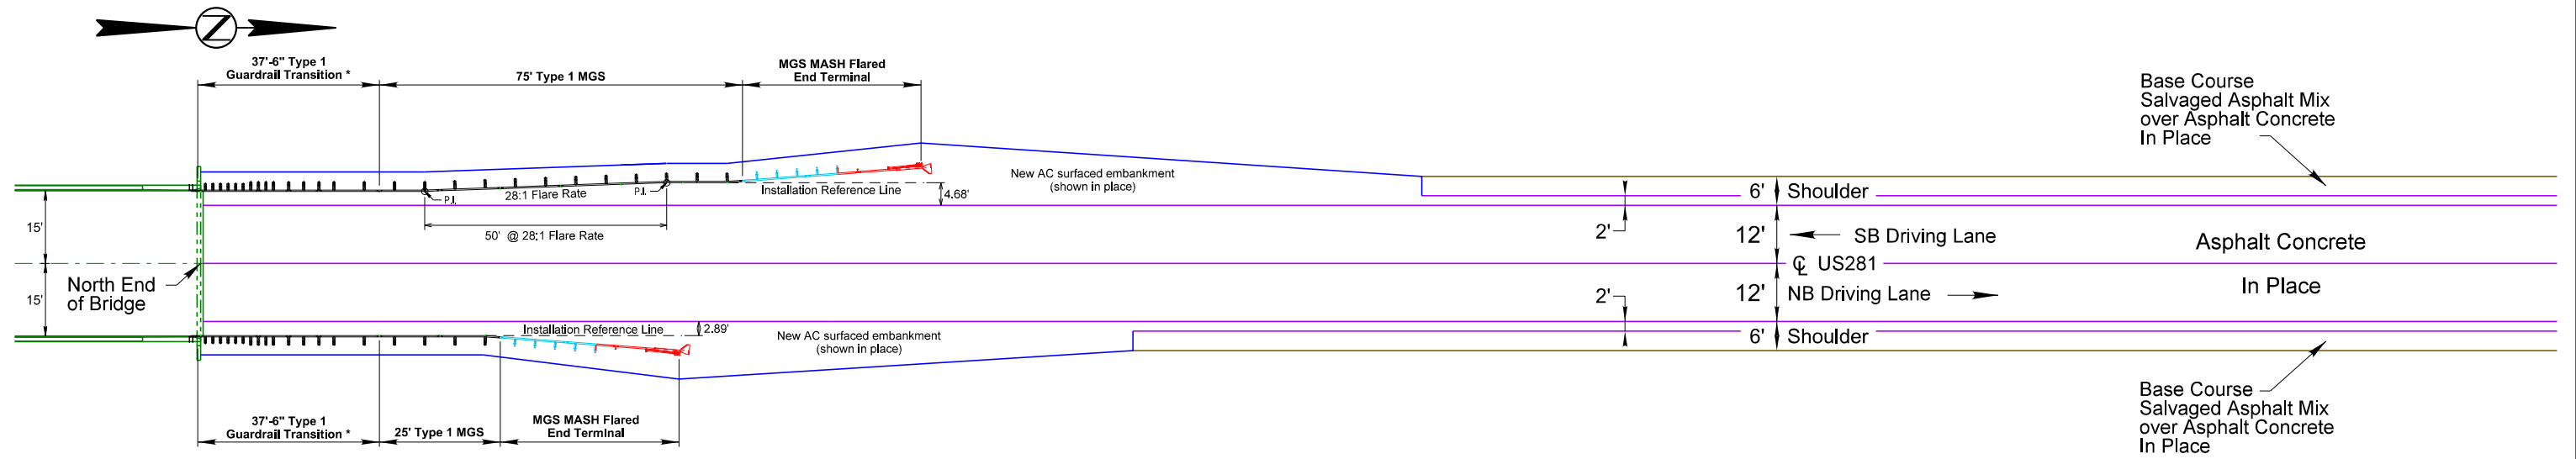 Z
37'-6" Type 1
Guardrail Transition *
75' Type 1 MGS
MGS MASH Flared
End Terminal
Base Course
Salvaged Asphalt Mix
over Asphalt Concrete
In Place
New AC surfaced embankment
(shown in place)
P.I.
28:1 Flare Rate
P.I.
Installation Reference Line
4.68'
6' Shoulder
50' @ 28:1 Flare Rate
15'
2'
12' SB Driving Lane
Asphalt Concrete
℄ US281
North End
of Bridge
15'
2'
12' NB Driving Lane
In Place
Installation Reference Line
2.89'
New AC surfaced embankment
(shown in place)
6' Shoulder
Base Course
Salvaged Asphalt Mix
over Asphalt Concrete
In Place
37'-6" Type 1
Guardrail Transition *
25' Type 1 MGS
MGS MASH Flared
End Terminal